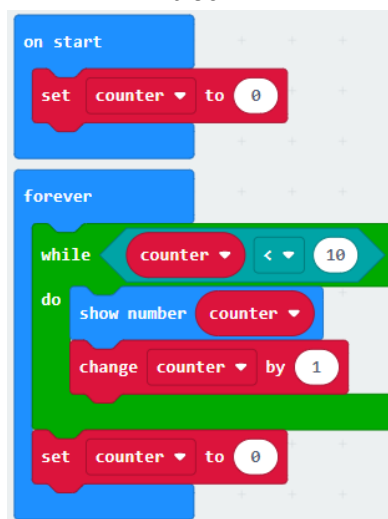 on start
set counter to 0
forever
while counter < 10
do
show number counter
change counter by 1
set counter to 0